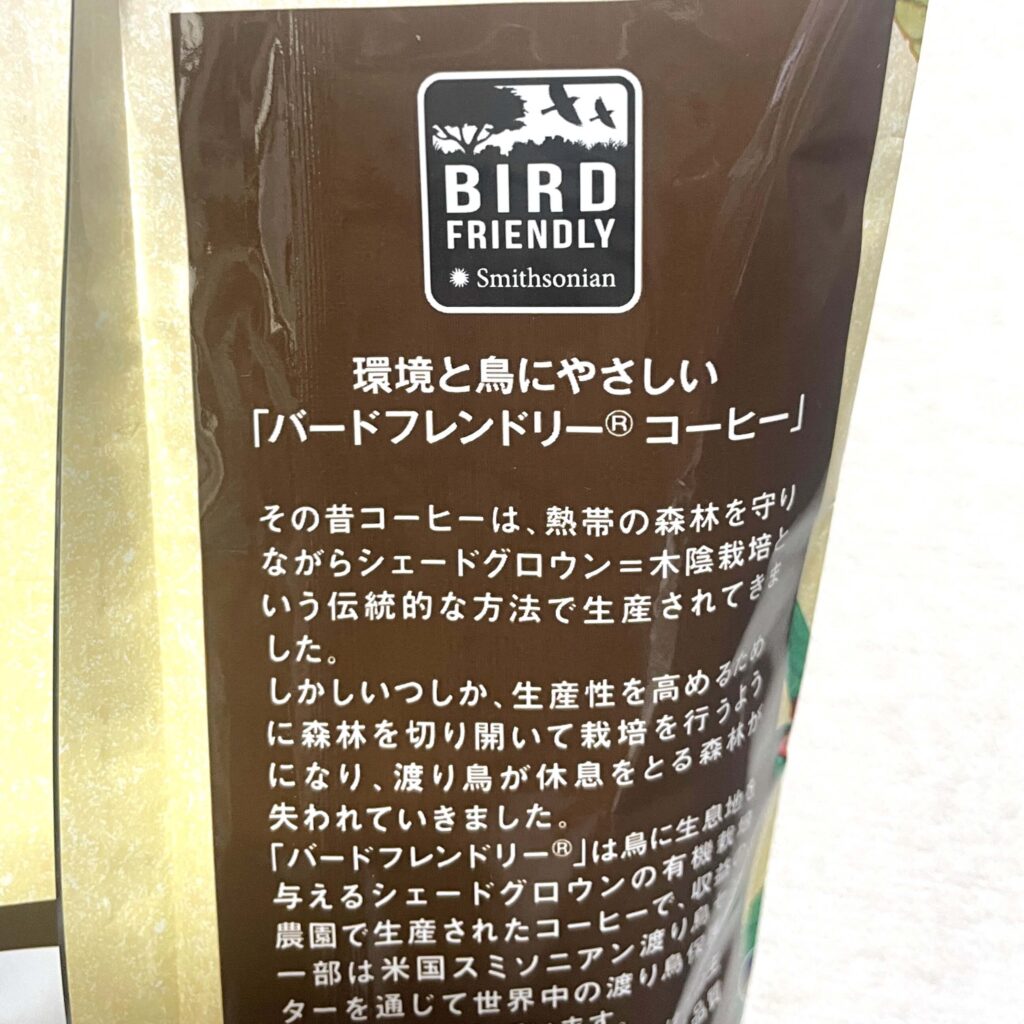 BIRD
FRIENDLY
Smithsonian
環境と鳥にやさしい
「バードフレンドリー® コーヒー」
その昔コーヒーは、熱帯の森林を守り
ながらシェードグロウン=木陰栽培と
いう伝統的な方法で生産されてきま
した。
しかしいつしか、生産性を高めるため
に森林を切り開いて栽培を行うよう
になり、渡り鳥が休息をとる森林が
失われていきました。
「バードフレンドリー®」は鳥に生息地を
与えるシェードグロウンの有機栽培
農園で生産されたコーヒーで、収益の
一部は米国スミソニアン渡り鳥
ターを通じて世界中の渡り鳥保
ます。
品質